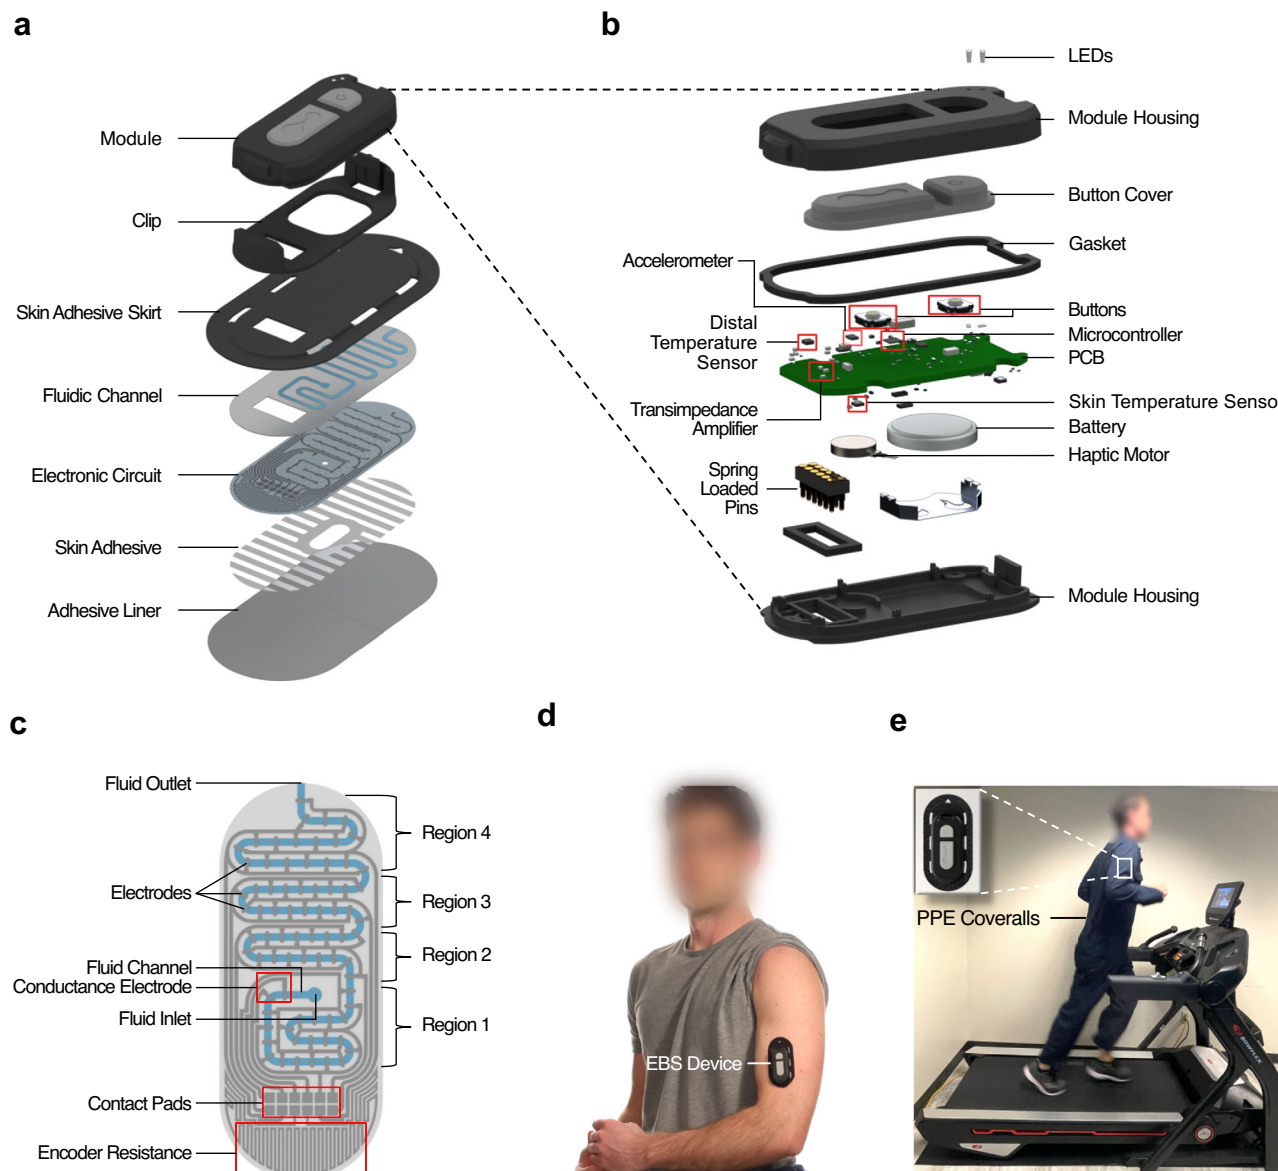 a
b
LEDs
Module
Module Housing
Clip
Button Cover
Gasket
Accelerometer
Skin Adhesive Skirt
Buttons
Distal
Temperature
Sensor
Microcontroller
PCB
Fluidic Channel
Transimpedance
Amplifier
Skin Temperature Senso
Battery
Haptic Motor
Electronic Circuit
Spring
Loaded
Pins
Skin Adhesive
Adhesive Liner
Module Housing
c
d
e
Fluid Outlet
Region 4
Electrodes
Region 3
Region 2
Fluid Channel
Conductance Electrode
Fluid Inlet
Region 1
Contact Pads
Encoder Resistance
EBS Device
PPE Coveralls
BOWFLEX